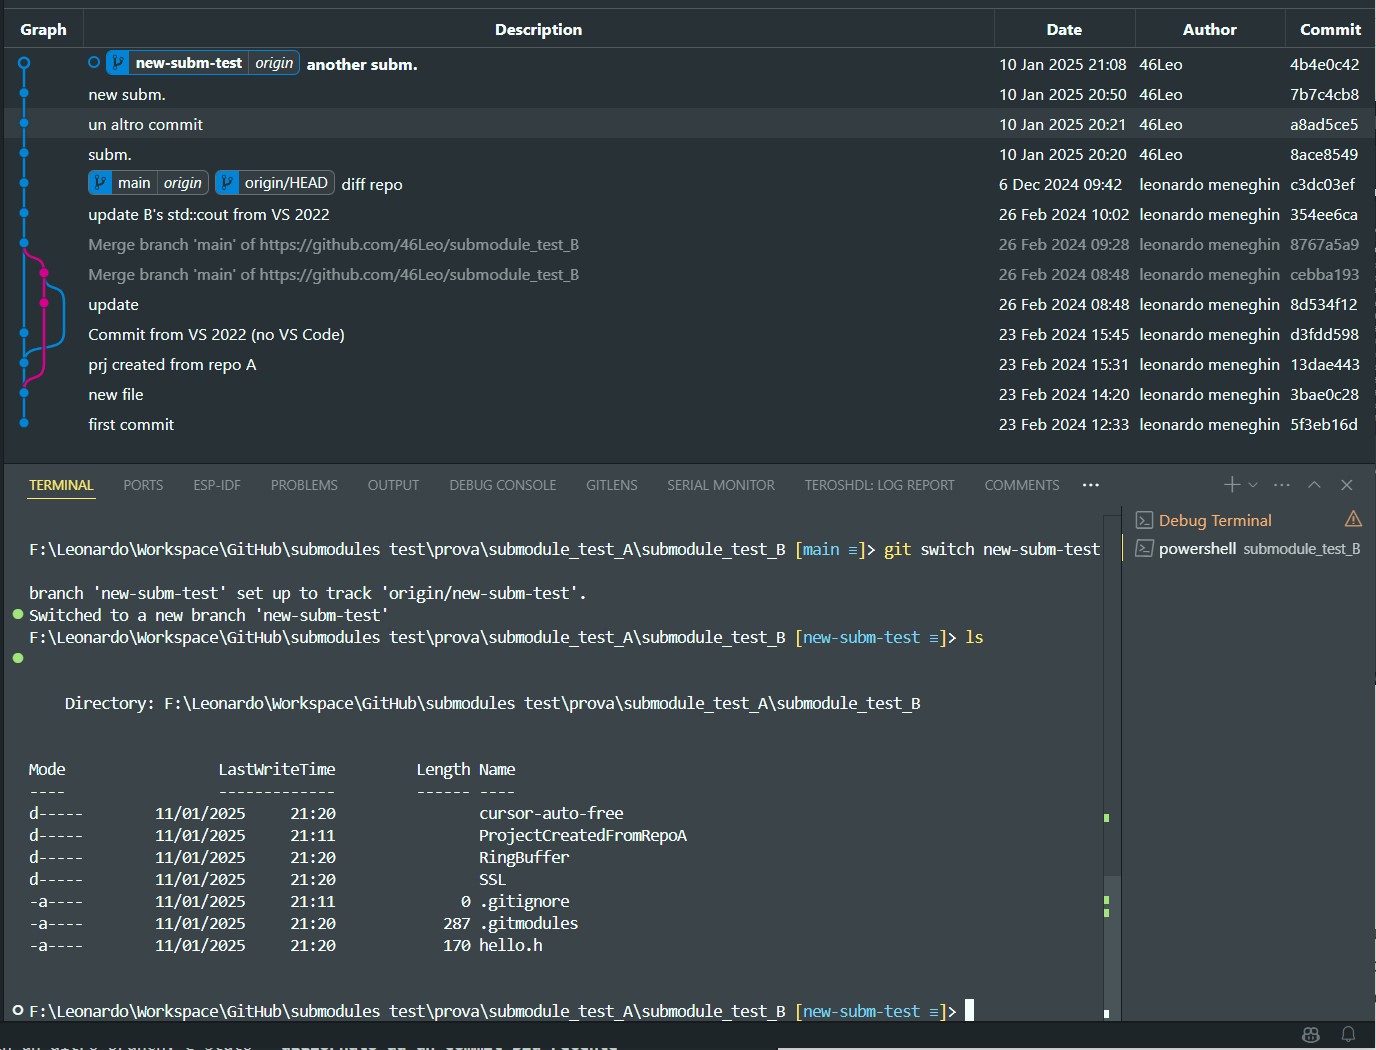 Graph Description Date Author Commit
new-subm-test origin another subm. 10 Jan 2025 21:08 46Leo 4b4e0c42
new subm. 10 Jan 2025 20:50 46Leo 7b7c4cb8
un altro commit 10 Jan 2025 20:21 46Leo a8ad5ce5
subm. 10 Jan 2025 20:20 46Leo 8ace8549
main origin origin/HEAD diff repo 6 Dec 2024 09:42 leonardo meneghin c3dc03ef
update B's std::cout from VS 2022 26 Feb 2024 10:02 leonardo meneghin 354ee6ca
Merge branch 'main' of https://github.com/46Leo/submodule_test_B 26 Feb 2024 09:28 leonardo meneghin 8767a5a9
Merge branch 'main' of https://github.com/46Leo/submodule_test_B 26 Feb 2024 08:48 leonardo meneghin cebba193
update 26 Feb 2024 08:48 leonardo meneghin 8d534f12
Commit from VS 2022 (no VS Code) 23 Feb 2024 15:45 leonardo meneghin d3fdd598
prj created from repo A 23 Feb 2024 15:31 leonardo meneghin 13dae443
new file 23 Feb 2024 14:20 leonardo meneghin 3bae0c28
first commit 23 Feb 2024 12:33 leonardo meneghin 5f3eb16d
TERMINAL PORTS ESP-IDF PROBLEMS OUTPUT DEBUG CONSOLE GITLENS SERIAL MONITOR TEROSHDL: LOG REPORT COMMENTS ···
Debug Terminal
powershell submodule_test_B
F:\Leonardo\Workspace\GitHub\submodules test\prova\submodule_test_A\submodule_test_B [main ≡]> git switch new-subm-test
branch 'new-subm-test' set up to track 'origin/new-subm-test'.
Switched to a new branch 'new-subm-test'
F:\Leonardo\Workspace\GitHub\submodules test\prova\submodule_test_A\submodule_test_B [new-subm-test ≡]> ls
Directory: F:\Leonardo\Workspace\GitHub\submodules test\prova\submodule_test_A\submodule_test_B
Mode LastWriteTime Length Name
---- ------------- ------ ----
d----- 11/01/2025 21:20 cursor-auto-free
d----- 11/01/2025 21:11 ProjectCreatedFromRepoA
d----- 11/01/2025 21:20 RingBuffer
d----- 11/01/2025 21:20 SSL
-a---- 11/01/2025 21:11 0 .gitignore
-a---- 11/01/2025 21:20 287 .gitmodules
-a---- 11/01/2025 21:20 170 hello.h
F:\Leonardo\Workspace\GitHub\submodules test\prova\submodule_test_A\submodule_test_B [new-subm-test ≡]>